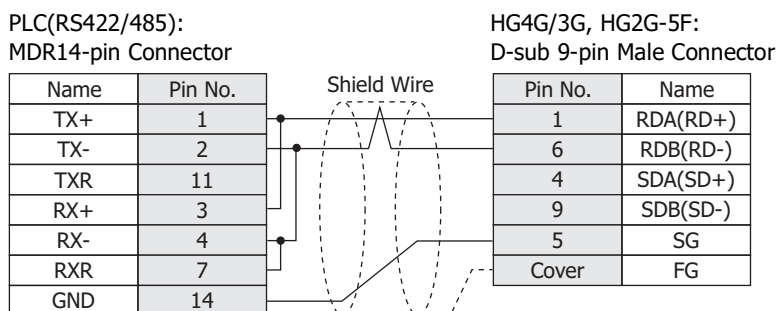 PLC(RS422/485):
MDR14-pin Connector
HG4G/3G, HG2G-5F:
D-sub 9-pin Male Connector
Shield Wire
Name Pin No.
TX+ 1
TX- 2
TXR 11
RX+ 3
RX- 4
RXR 7
GND 14
Pin No. Name
1 RDA(RD+)
6 RDB(RD-)
4 SDA(SD+)
9 SDB(SD-)
5 SG
Cover FG